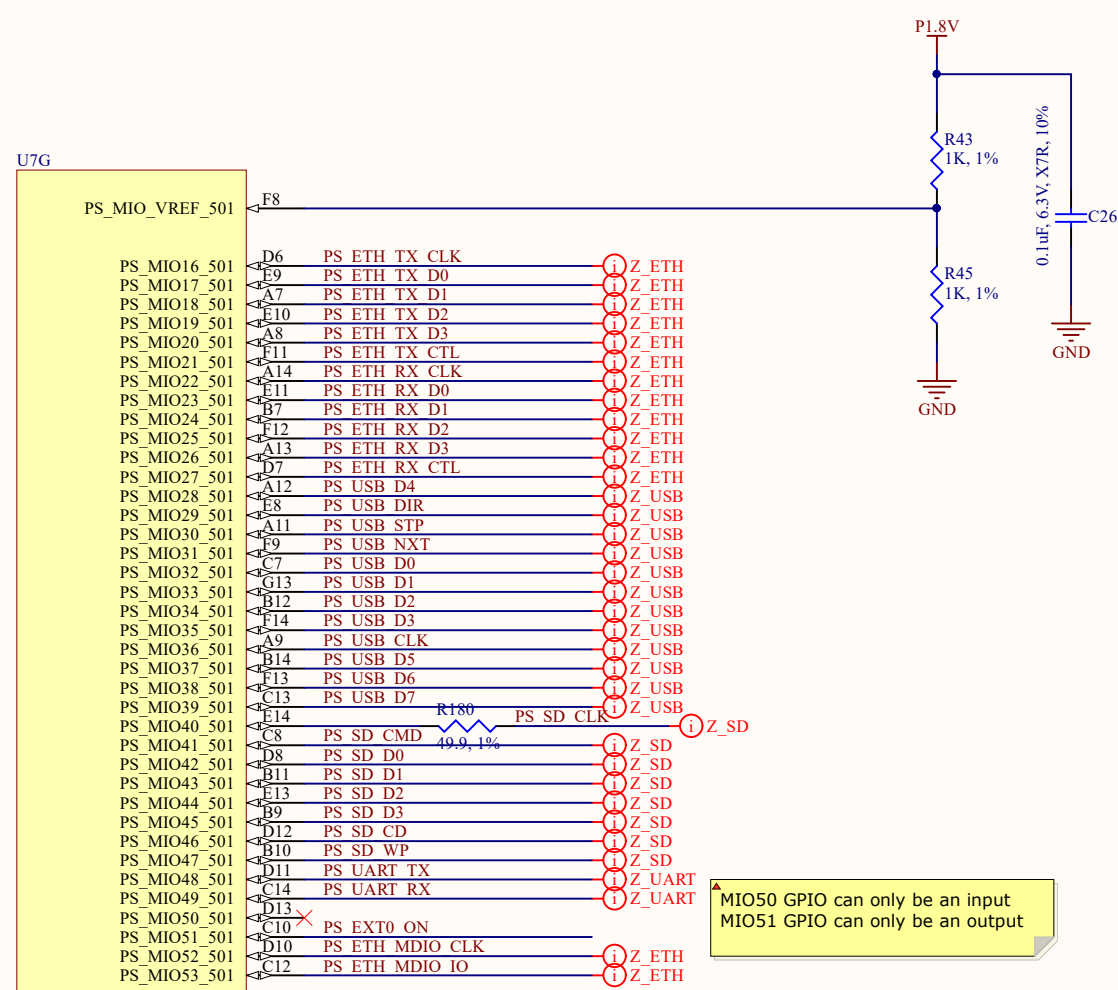 P1.8V
R43
1K, 1%
0.1uF, 6.3V, X7R, 10%
C26
U7G
PS_MIO_VREF_501 F8
R45
1K, 1%
GND
GND
PS_MIO16_501 D6 PS_ETH_TX_CLK i Z_ETH
PS_MIO17_501 E9 PS_ETH_TX_D0 i Z_ETH
PS_MIO18_501 A7 PS_ETH_TX_D1 i Z_ETH
PS_MIO19_501 E10 PS_ETH_TX_D2 i Z_ETH
PS_MIO20_501 A8 PS_ETH_TX_D3 i Z_ETH
PS_MIO21_501 F11 PS_ETH_TX_CTL i Z_ETH
PS_MIO22_501 A14 PS_ETH_RX_CLK i Z_ETH
PS_MIO23_501 E11 PS_ETH_RX_D0 i Z_ETH
PS_MIO24_501 B7 PS_ETH_RX_D1 i Z_ETH
PS_MIO25_501 F12 PS_ETH_RX_D2 i Z_ETH
PS_MIO26_501 A13 PS_ETH_RX_D3 i Z_ETH
PS_MIO27_501 D7 PS_ETH_RX_CTL i Z_ETH
PS_MIO28_501 A12 PS_USB_D4 i Z_USB
PS_MIO29_501 E8 PS_USB_DIR i Z_USB
PS_MIO30_501 A11 PS_USB_STP i Z_USB
PS_MIO31_501 F9 PS_USB_NXT i Z_USB
PS_MIO32_501 C7 PS_USB_D0 i Z_USB
PS_MIO33_501 G13 PS_USB_D1 i Z_USB
PS_MIO34_501 B12 PS_USB_D2 i Z_USB
PS_MIO35_501 F14 PS_USB_D3 i Z_USB
PS_MIO36_501 A9 PS_USB_CLK i Z_USB
PS_MIO37_501 B14 PS_USB_D5 i Z_USB
PS_MIO38_501 F13 PS_USB_D6 i Z_USB
PS_MIO39_501 C13 PS_USB_D7 i Z_USB
PS_MIO40_501 E14 R180 49.9, 1% PS_SD_CLK i Z_SD
PS_MIO41_501 C8 PS_SD_CMD i Z_SD
PS_MIO42_501 D8 PS_SD_D0 i Z_SD
PS_MIO43_501 B11 PS_SD_D1 i Z_SD
PS_MIO44_501 E13 PS_SD_D2 i Z_SD
PS_MIO45_501 B9 PS_SD_D3 i Z_SD
PS_MIO46_501 D12 PS_SD_CD i Z_SD
PS_MIO47_501 B10 PS_SD_WP i Z_SD
PS_MIO48_501 D11 PS_UART_TX i Z_UART
PS_MIO49_501 C14 PS_UART_RX i Z_UART
PS_MIO50_501 D13
PS_MIO51_501 C10 PS_EXT0_ON
PS_MIO52_501 D10 PS_ETH_MDIO_CLK i Z_ETH
PS_MIO53_501 C12 PS_ETH_MDIO_IO i Z_ETH
MIO50 GPIO can only be an input
MIO51 GPIO can only be an output